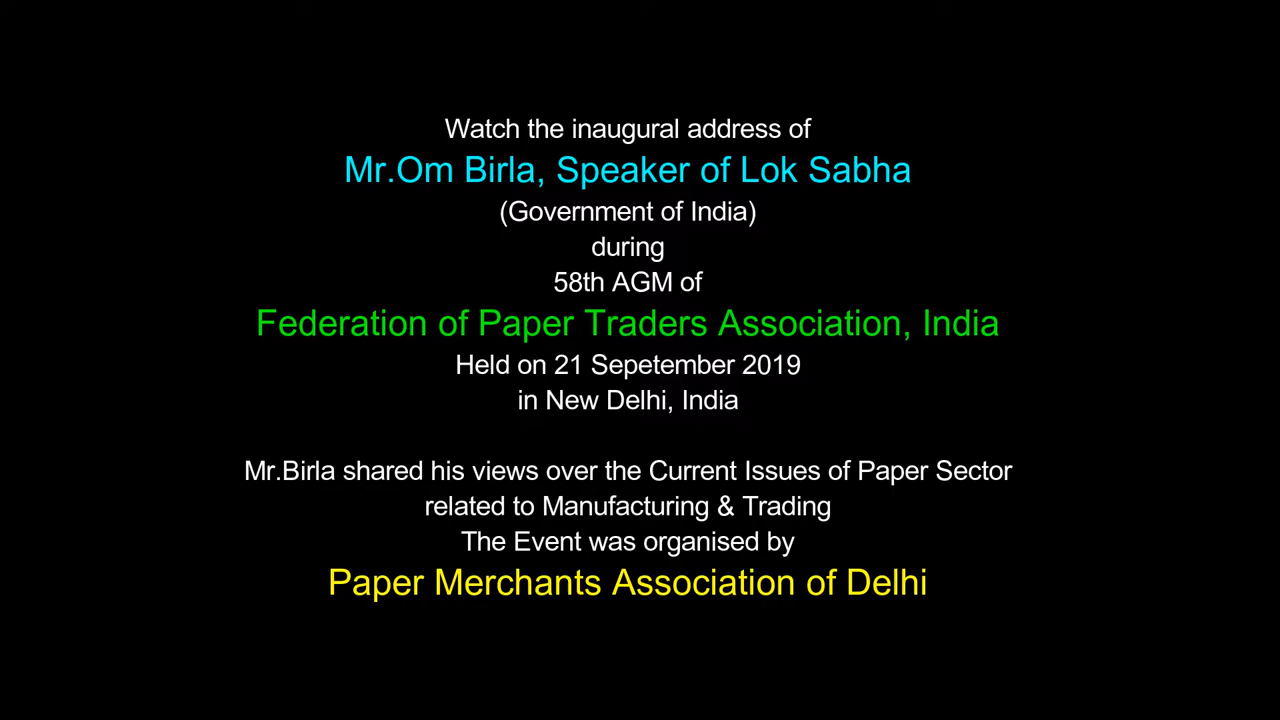 Watch the inaugural address of
Mr.Om Birla, Speaker of Lok Sabha
(Government of India)
during
58th AGM of
Federation of Paper Traders Association, India
Held on 21 Sepetember 2019
in New Delhi, India
Mr.Birla shared his views over the Current Issues of Paper Sector
related to Manufacturing & Trading
The Event was organised by
Paper Merchants Association of Delhi